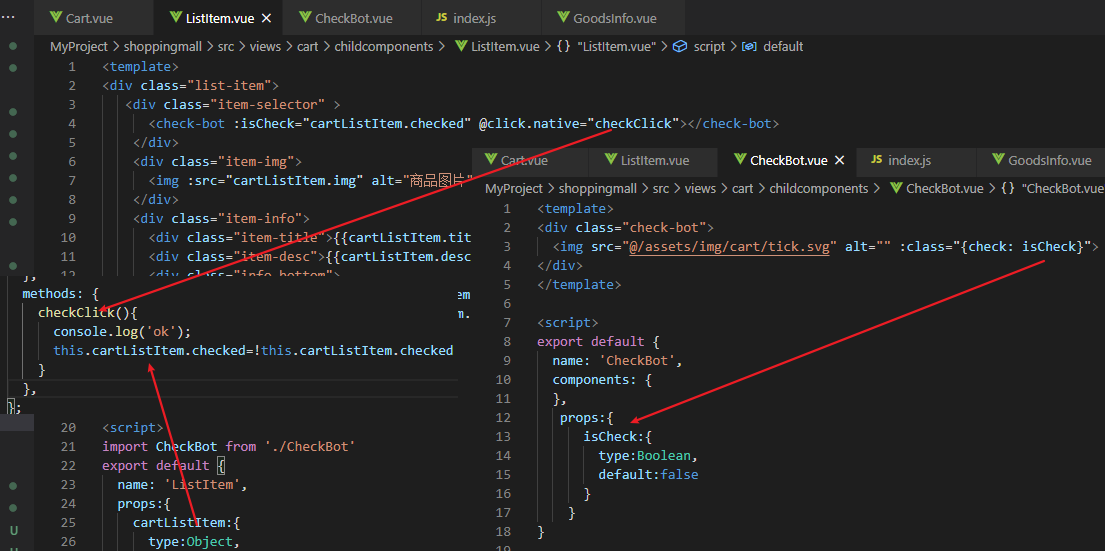 Cart.vue ListItem.vue CheckBot.vue index.js GoodsInfo.vue
MyProject > shoppingmall > src > views > cart > childcomponents > ListItem.vue > {} "ListItem.vue" > script > default
1 <template>
2 <div class="list-item">
3 <div class="item-selector" >
4 <check-bot :isCheck="cartListItem.checked" @click.native="checkClick"></check-bot>
5 </div>
6 <div class="item-img">
7 <img :src="cartListItem.img" alt="商品图片"
8 </div>
9 <div class="item-info">
10 <div class="item-title">{{cartListItem.tit
11 <div class="item-desc">{{cartListItem.desc
12 <div class="info-bottom">
},
methods: {
checkClick(){
console.log('ok');
this.cartListItem.checked=!this.cartListItem.checked
}
},
};
em
m.
20 <script>
21 import CheckBot from './CheckBot'
22 export default {
23 name: 'ListItem',
24 props:{
25 cartListItem:{
26 type:Object,
U
Cart.vue ListItem.vue CheckBot.vue index.js GoodsInfo.vue
MyProject > shoppingmall > src > views > cart > childcomponents > CheckBot.vue > {} "CheckBot.vue"
1 <template>
2 <div class="check-bot">
3 <img src="@/assets/img/cart/tick.svg" alt="" :class="{check: isCheck}">
4 </div>
5 </template>
6
7 <script>
8 export default {
9 name: 'CheckBot',
10 components: {
11 },
12 props:{
13 isCheck:{
14 type:Boolean,
15 default:false
16 }
17 }
18 }